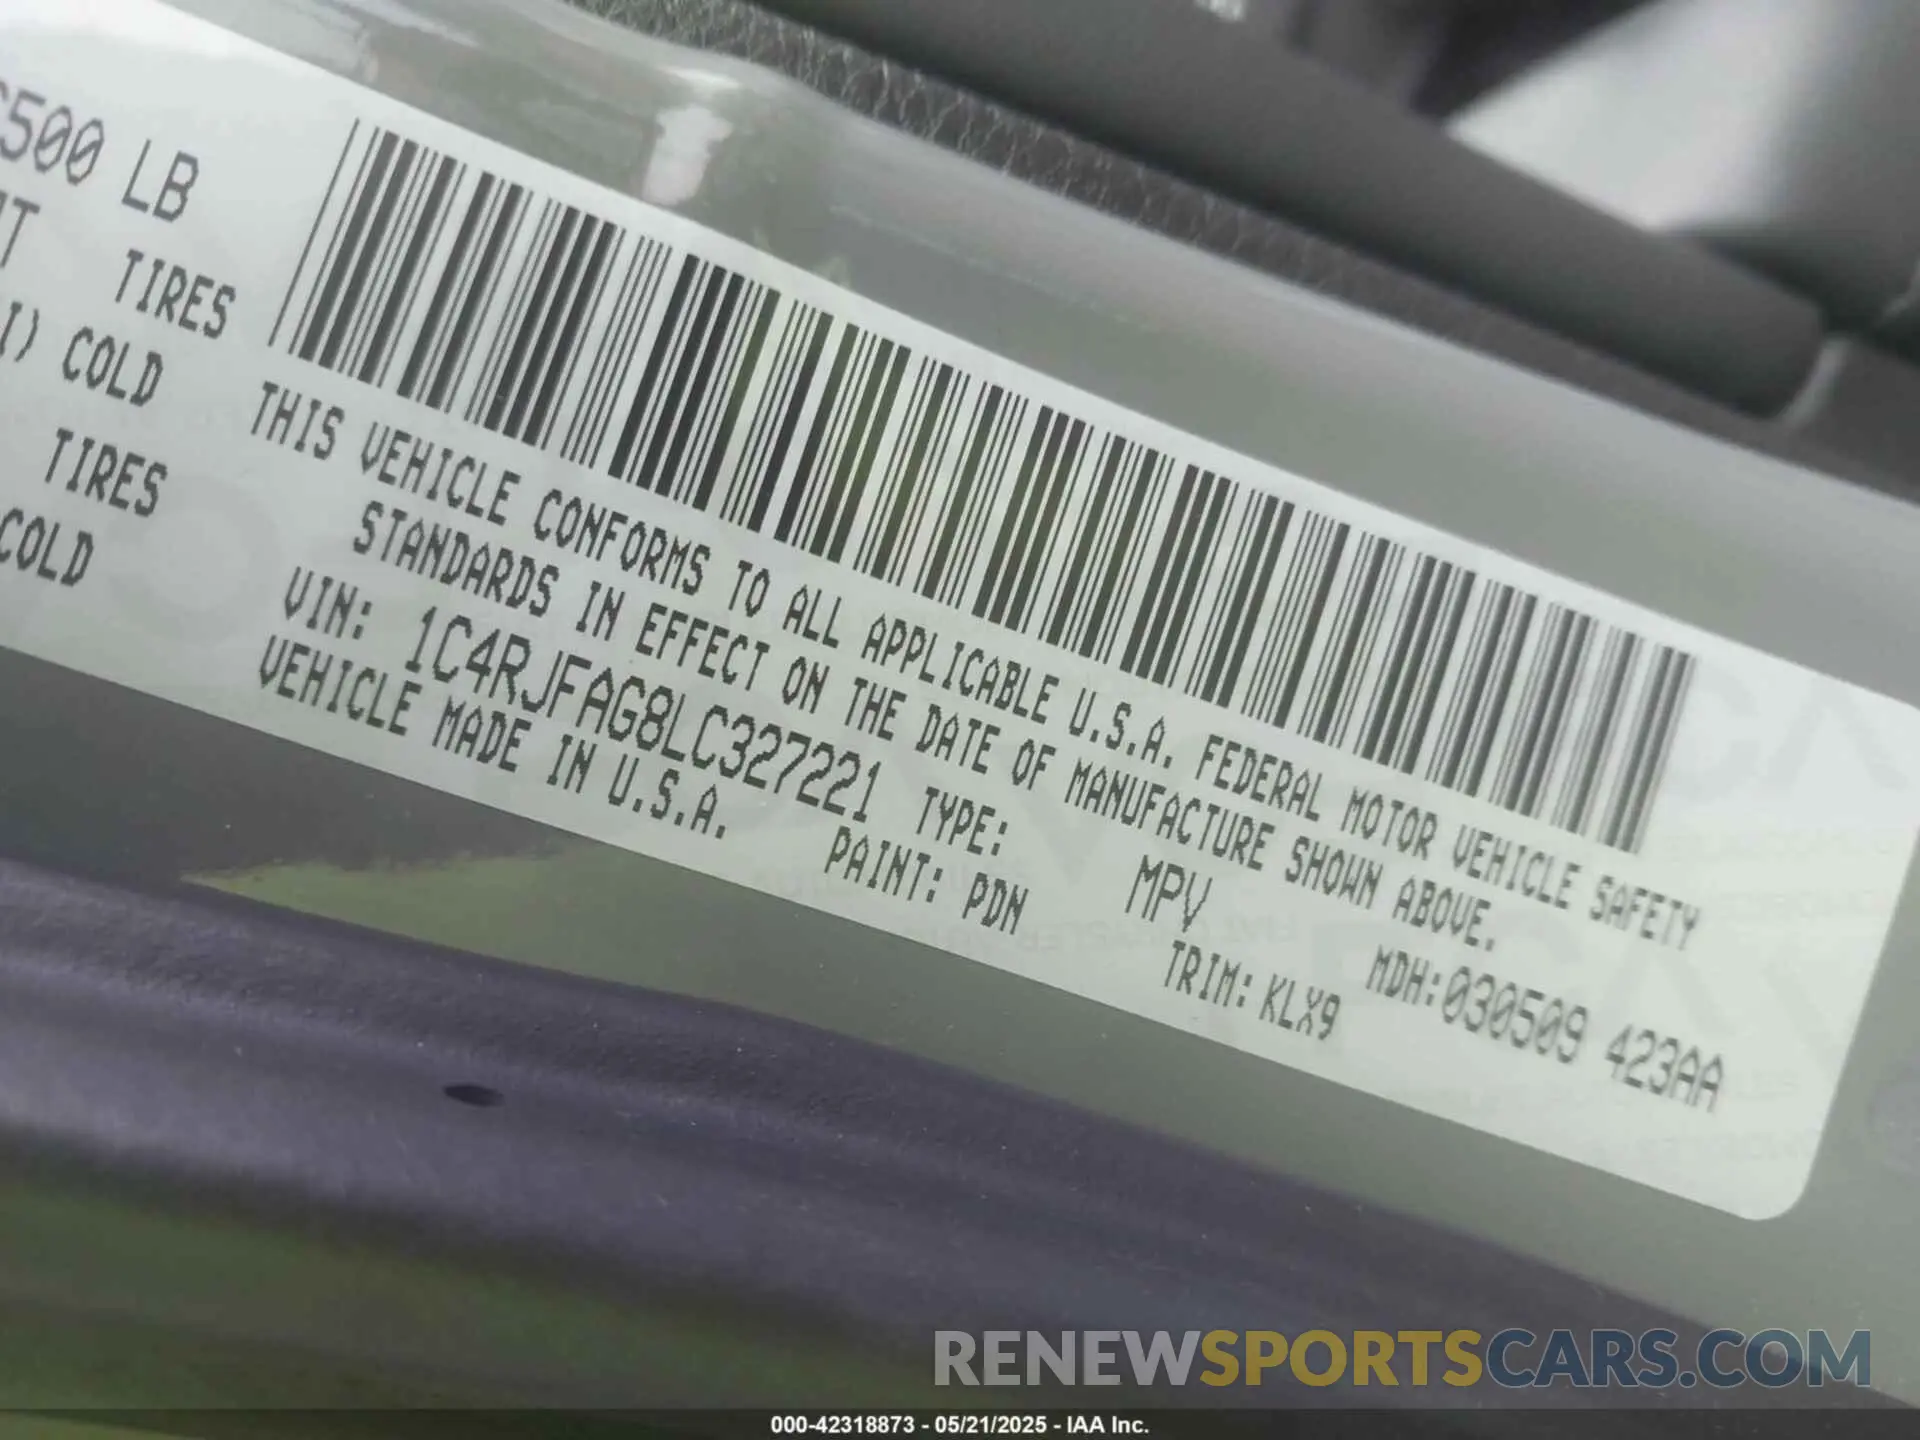 500 LB
TIRES
COLD
TIRES
COLD
THIS VEHICLE CONFORMS TO ALL APPLICABLE U.S.A. FEDERAL MOTOR VEHICLE SAFETY
STANDARDS IN EFFECT ON THE DATE OF MANUFACTURE SHOWN ABOVE.
VIN: 1C4RJFAG8LC327221 TYPE: MPV MDH:030509 423AA
VEHICLE MADE IN U.S.A. PAINT: PDN TRIM: KLX9
RENEWSPORTSCARS.COM
000-42318873 - 05/21/2025 - IAA Inc.